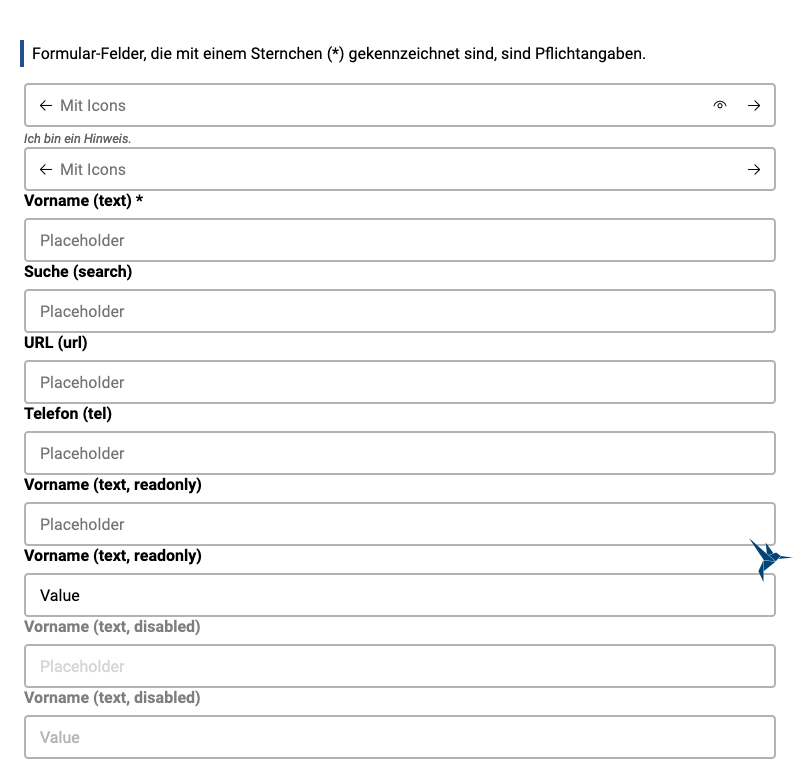 Formular-Felder, die mit einem Sternchen (*) gekennzeichnet sind, sind Pflichtangaben.
Mit Icons
Ich bin ein Hinweis.
Mit Icons
Vorname (text) *
Placeholder
Suche (search)
Placeholder
URL (url)
Placeholder
Telefon (tel)
Placeholder
Vorname (text, readonly)
Placeholder
Vorname (text, readonly)
Value
Vorname (text, disabled)
Placeholder
Vorname (text, disabled)
Value